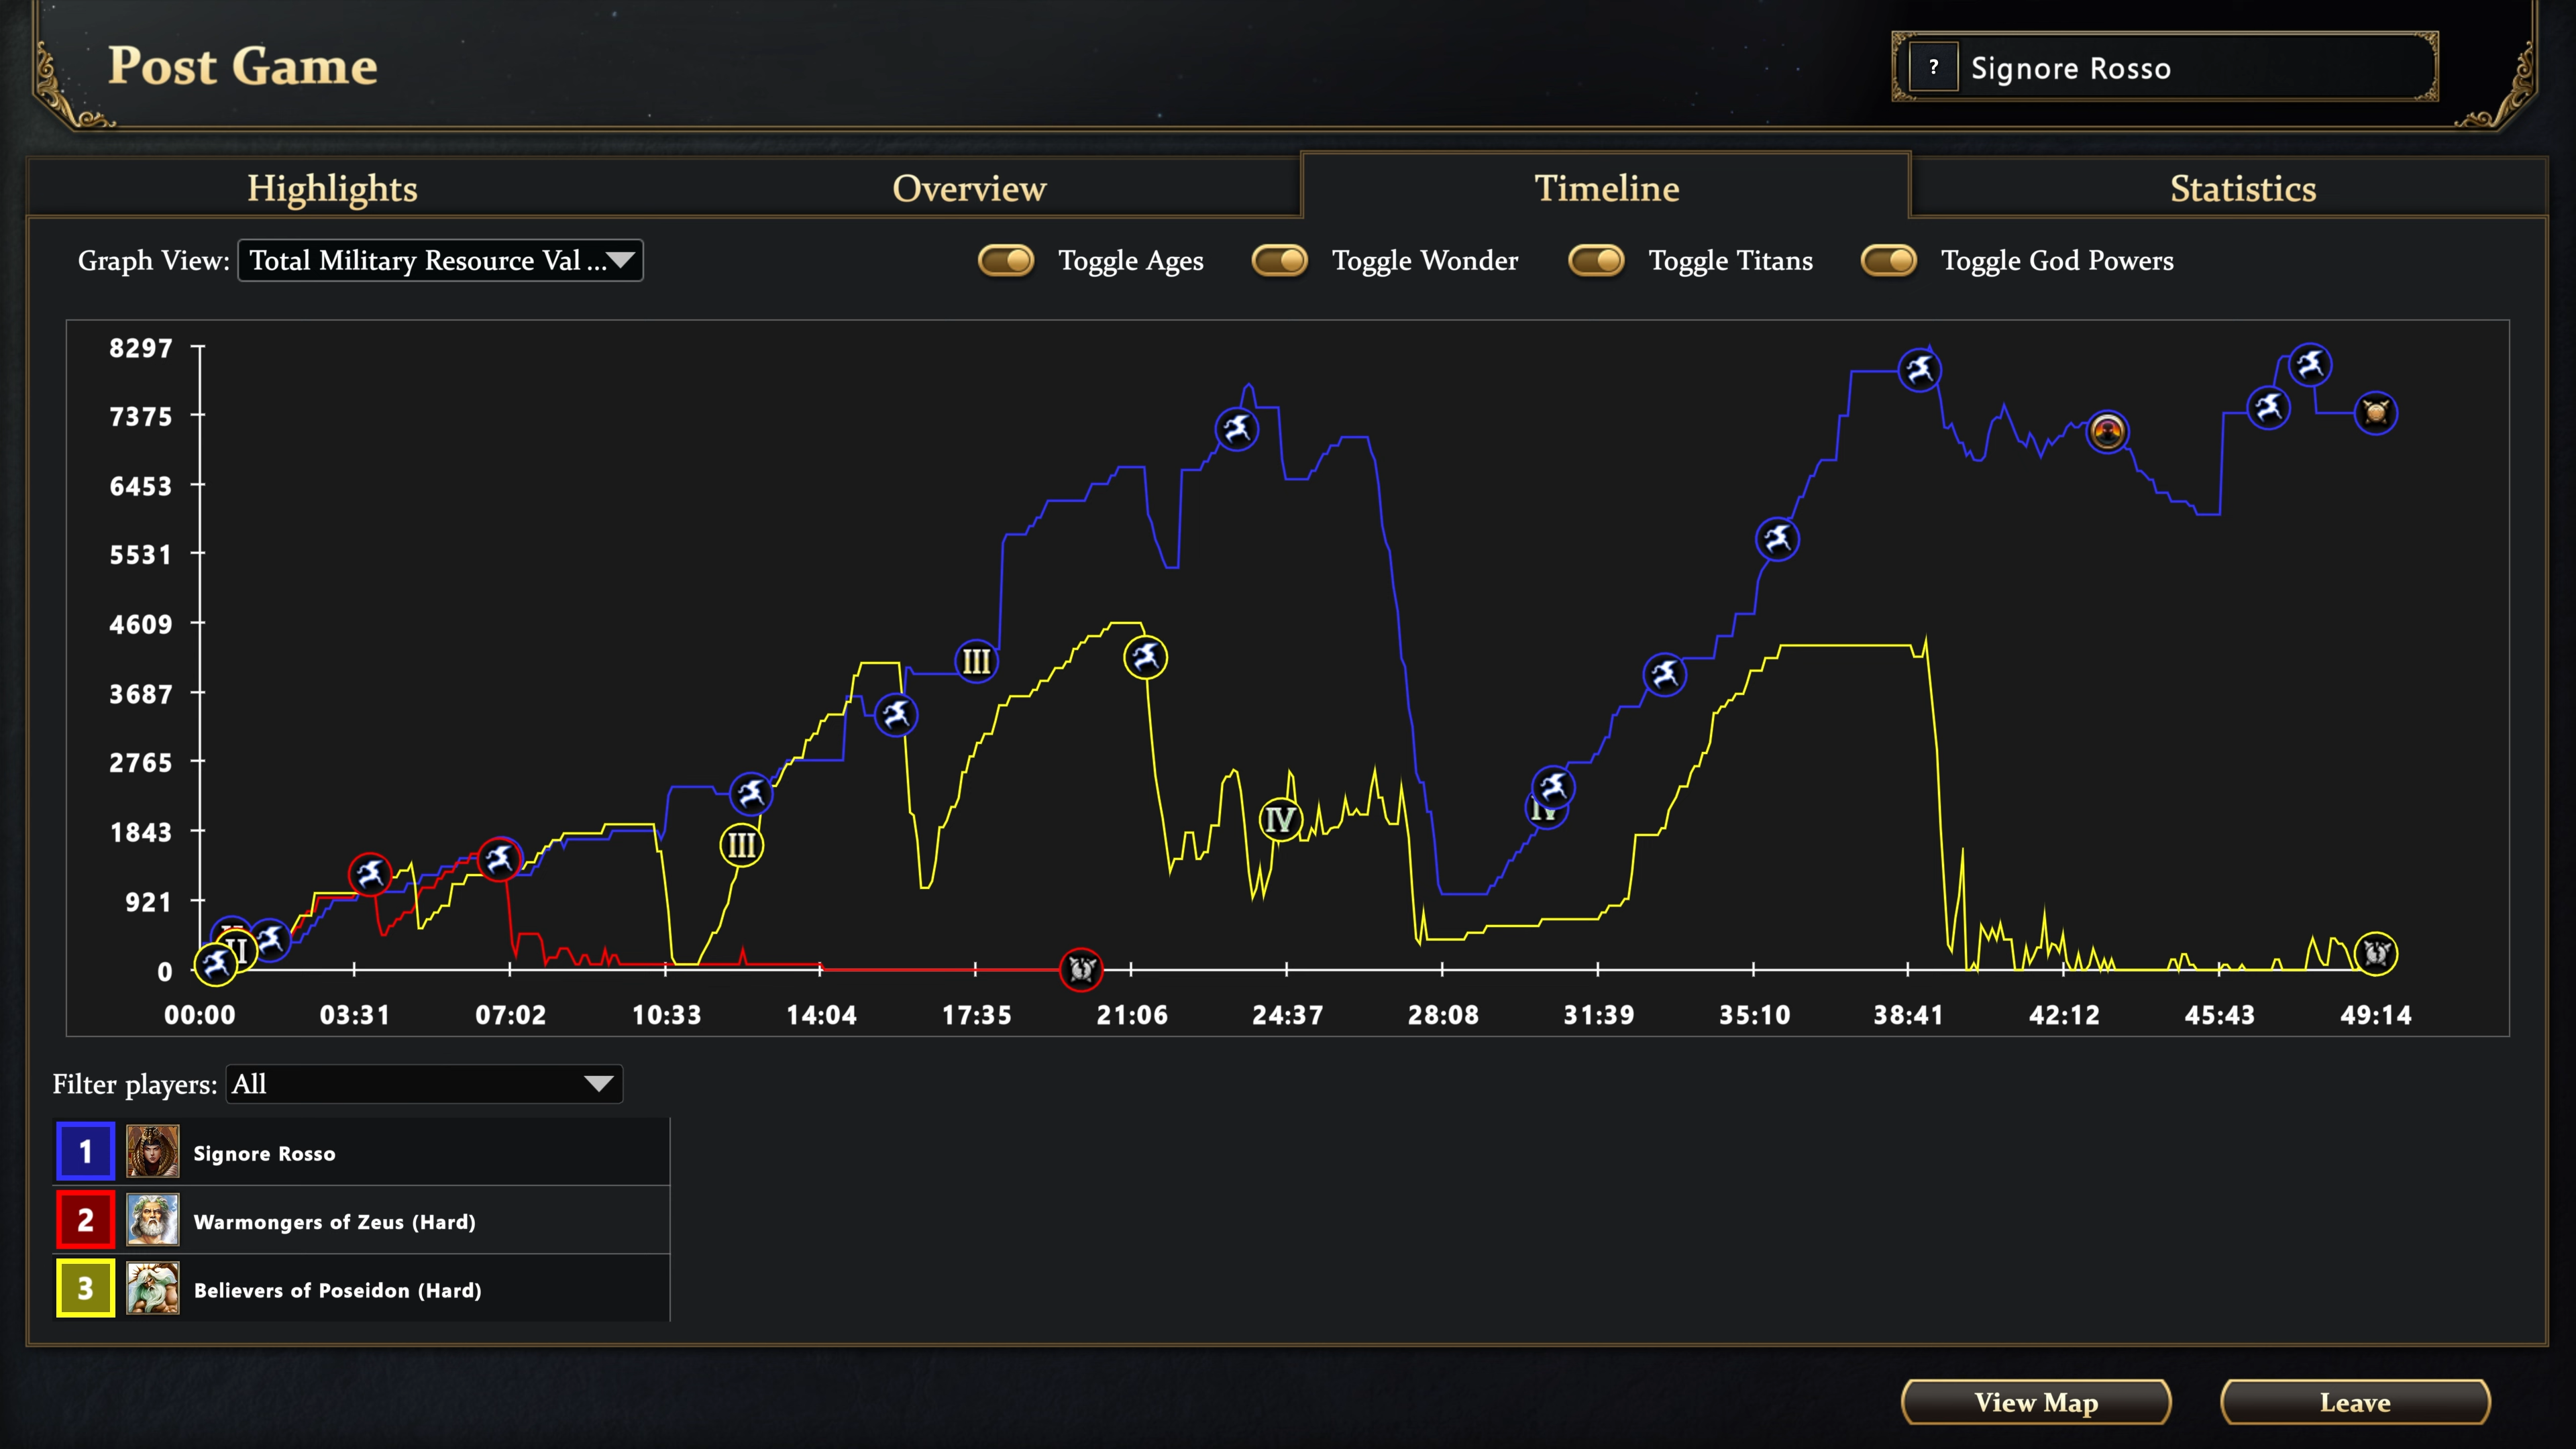 Post Game
? Signore Rosso
Highlights Overview Timeline Statistics
Graph View: Total Military Resource Val ... Toggle Ages Toggle Wonder Toggle Titans Toggle God Powers
8297
7375
6453
5531
4609
III
3687
2765
IV
IV
1843
III
921
II
0
00:00 03:31 07:02 10:33 14:04 17:35 21:06 24:37 28:08 31:39 35:10 38:41 42:12 45:43 49:14
Filter players: All
1 Signore Rosso
2 Warmongers of Zeus (Hard)
3 Believers of Poseidon (Hard)
View Map Leave